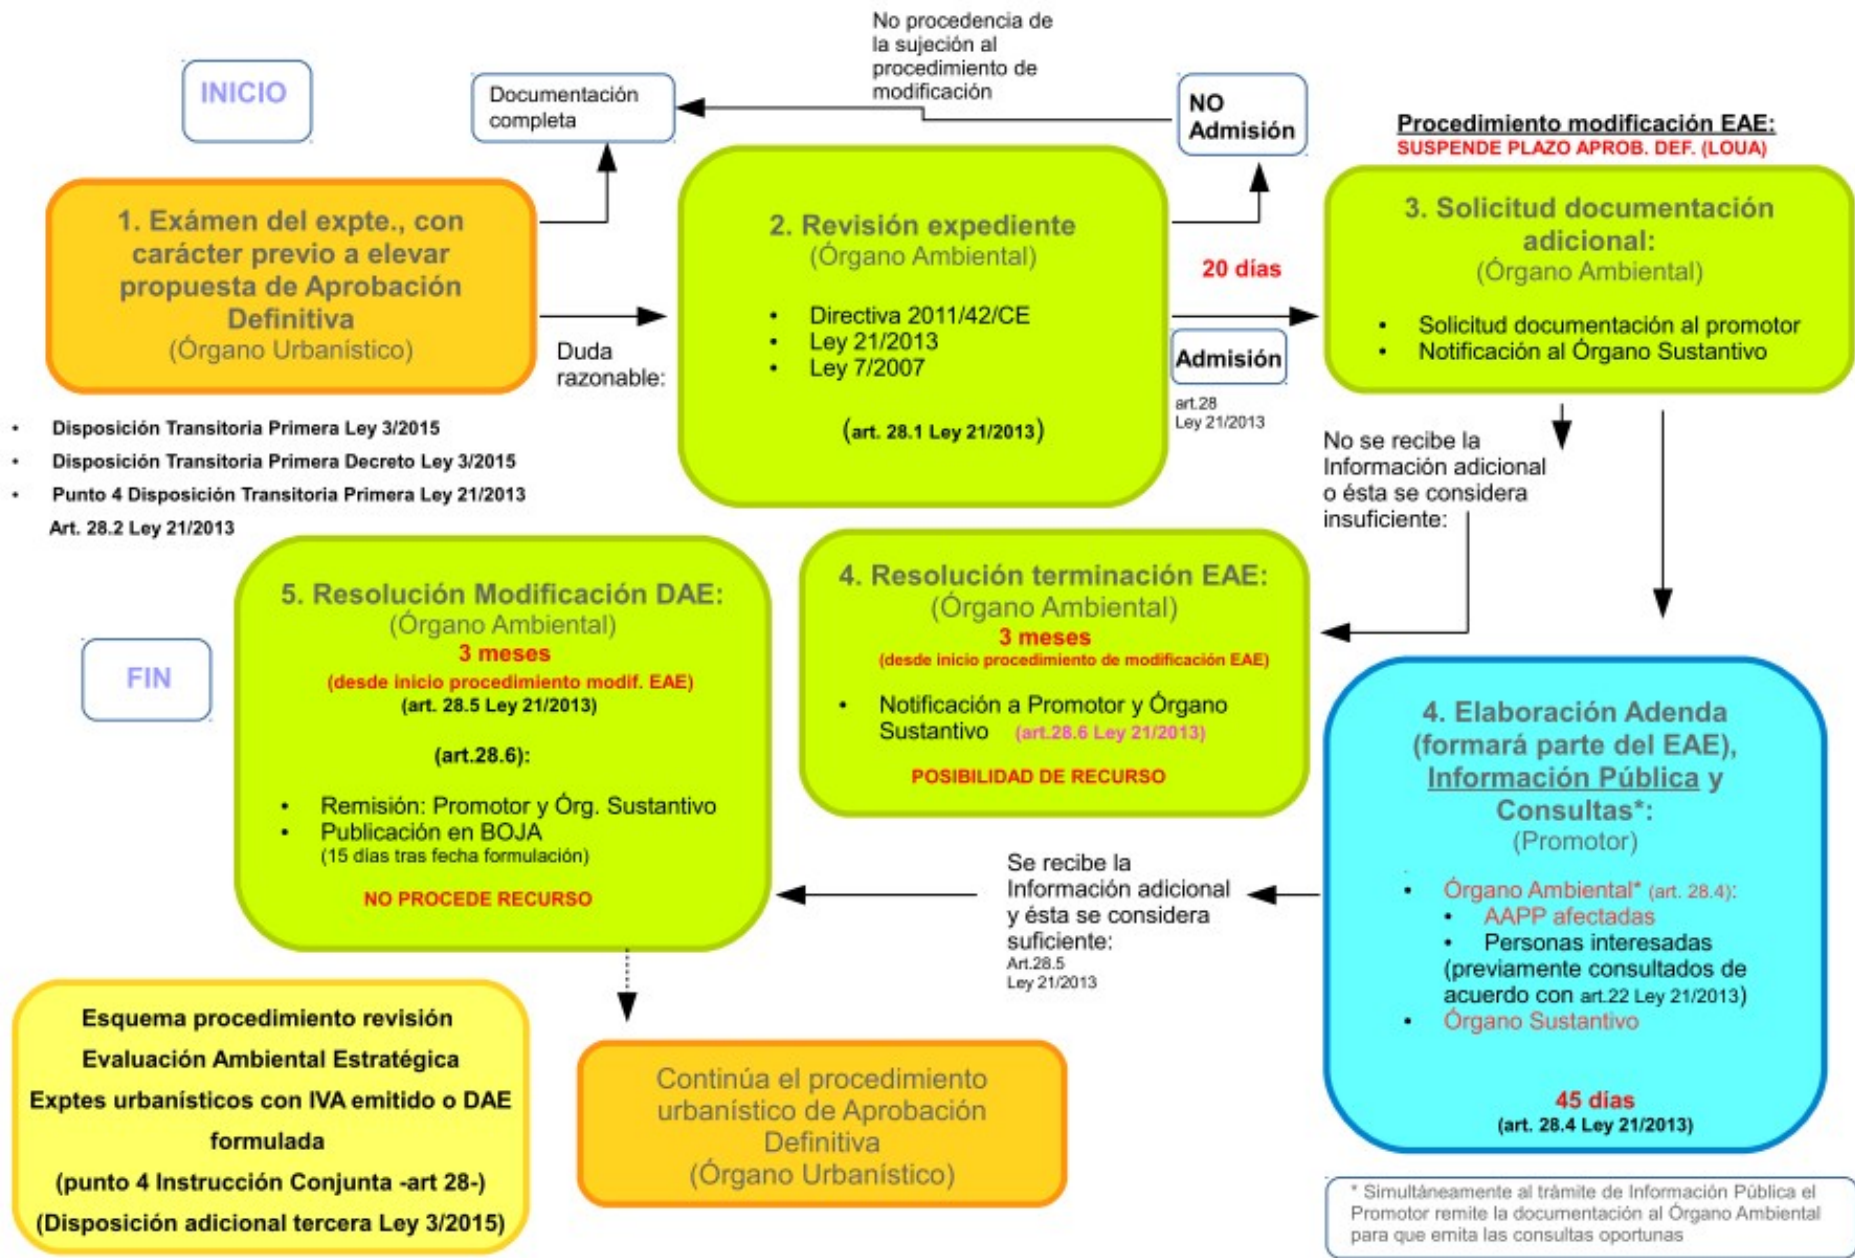 No procedencia de
la sujeción al
procedimiento de
modificación
INICIO
Documentación
completa
NO
Admisión
Procedimiento modificación EAE:
SUSPENDE PLAZO APROB. DEF. (LOUA)
1. Exámen del expte., con
carácter previo a elevar
propuesta de Aprobación
Definitiva
(Órgano Urbanístico)
Duda
razonable:
2. Revisión expediente
(Órgano Ambiental)
• Directiva 2011/42/CE
• Ley 21/2013
• Ley 7/2007
(art. 28.1 Ley 21/2013)
20 días
Admisión
art.28
Ley 21/2013
3. Solicitud documentación
adicional:
(Órgano Ambiental)
• Solicitud documentación al promotor
• Notificación al Órgano Sustantivo
• Disposición Transitoria Primera Ley 3/2015
• Disposición Transitoria Primera Decreto Ley 3/2015
• Punto 4 Disposición Transitoria Primera Ley 21/2013
Art. 28.2 Ley 21/2013
No se recibe la
Información adicional
o ésta se considera
insuficiente:
5. Resolución Modificación DAE:
(Órgano Ambiental)
3 meses
(desde inicio procedimiento modif. EAE)
(art. 28.5 Ley 21/2013)
(art.28.6):
• Remisión: Promotor y Órg. Sustantivo
• Publicación en BOJA
(15 días tras fecha formulación)
NO PROCEDE RECURSO
4. Resolución terminación EAE:
(Órgano Ambiental)
3 meses
(desde inicio procedimiento de modificación EAE)
• Notificación a Promotor y Órgano
Sustantivo (art.28.6 Ley 21/2013)
POSIBILIDAD DE RECURSO
FIN
4. Elaboración Adenda
(formará parte del EAE),
Información Pública y
Consultas*:
(Promotor)
• Órgano Ambiental* (art. 28.4):
• AAPP afectadas
• Personas interesadas
(previamente consultados de
acuerdo con art.22 Ley 21/2013)
• Órgano Sustantivo
45 días
(art. 28.4 Ley 21/2013)
Se recibe la
Información adicional
y ésta se considera
suficiente:
Art.28.5
Ley 21/2013
Esquema procedimiento revisión
Evaluación Ambiental Estratégica
Exptes urbanísticos con IVA emitido o DAE
formulada
(punto 4 Instrucción Conjunta -art 28-)
(Disposición adicional tercera Ley 3/2015)
Continúa el procedimiento
urbanístico de Aprobación
Definitiva
(Órgano Urbanístico)
* Simultáneamente al trámite de Información Pública el
Promotor remite la documentación al Órgano Ambiental
para que emita las consultas oportunas